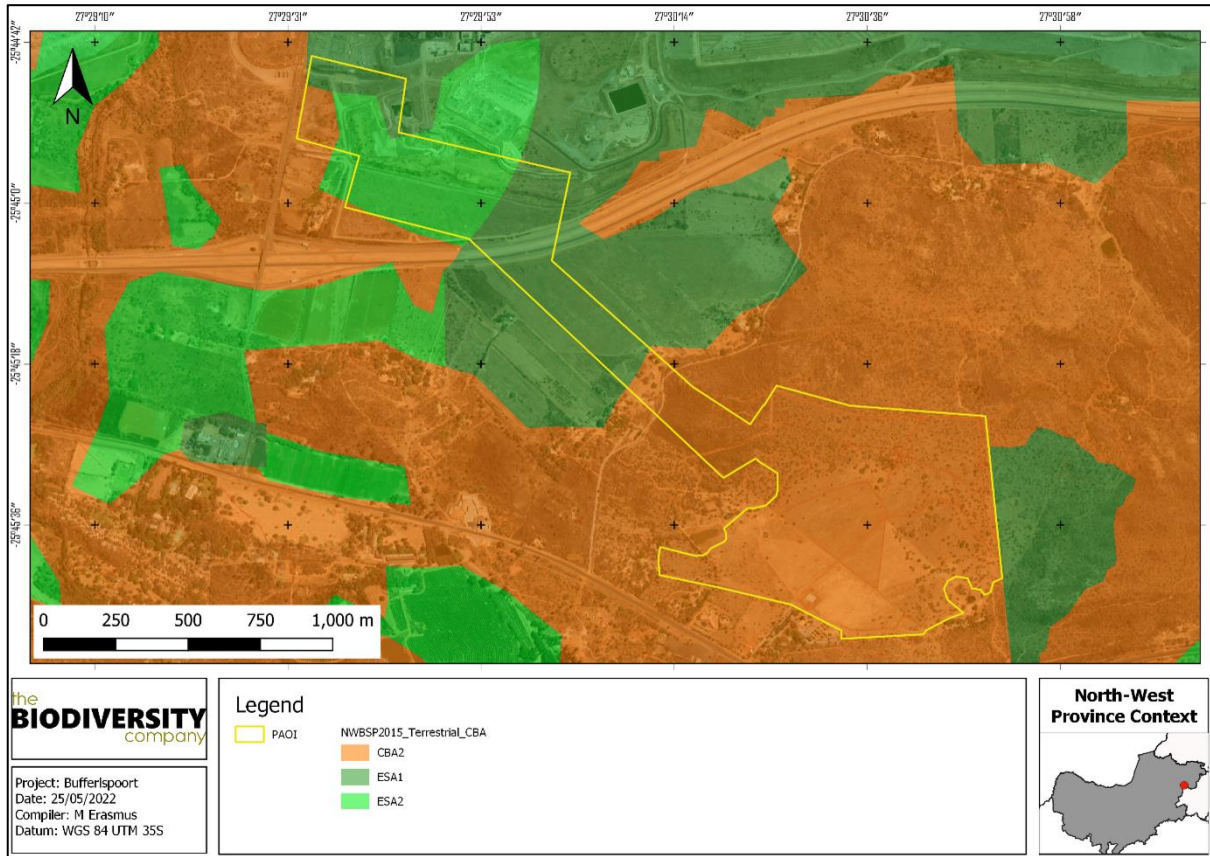 27°29'10" 27°29'31" 27°29'53" 27°30'14" 27°30'36" 27°30'58"
-25°44'42"
-25°45'0"
-25°45'18"
-25°45'36"
N
0 250 500 750 1,000 m
the
BIODIVERSITY
company
Project: Bufferlspoort
Date: 25/05/2022
Compiler: M Erasmus
Datum: WGS 84 UTM 35S
Legend
PAOI
NWBSP2015_Terrestrial_CBA
CBA2
ESA1
ESA2
North-West
Province Context